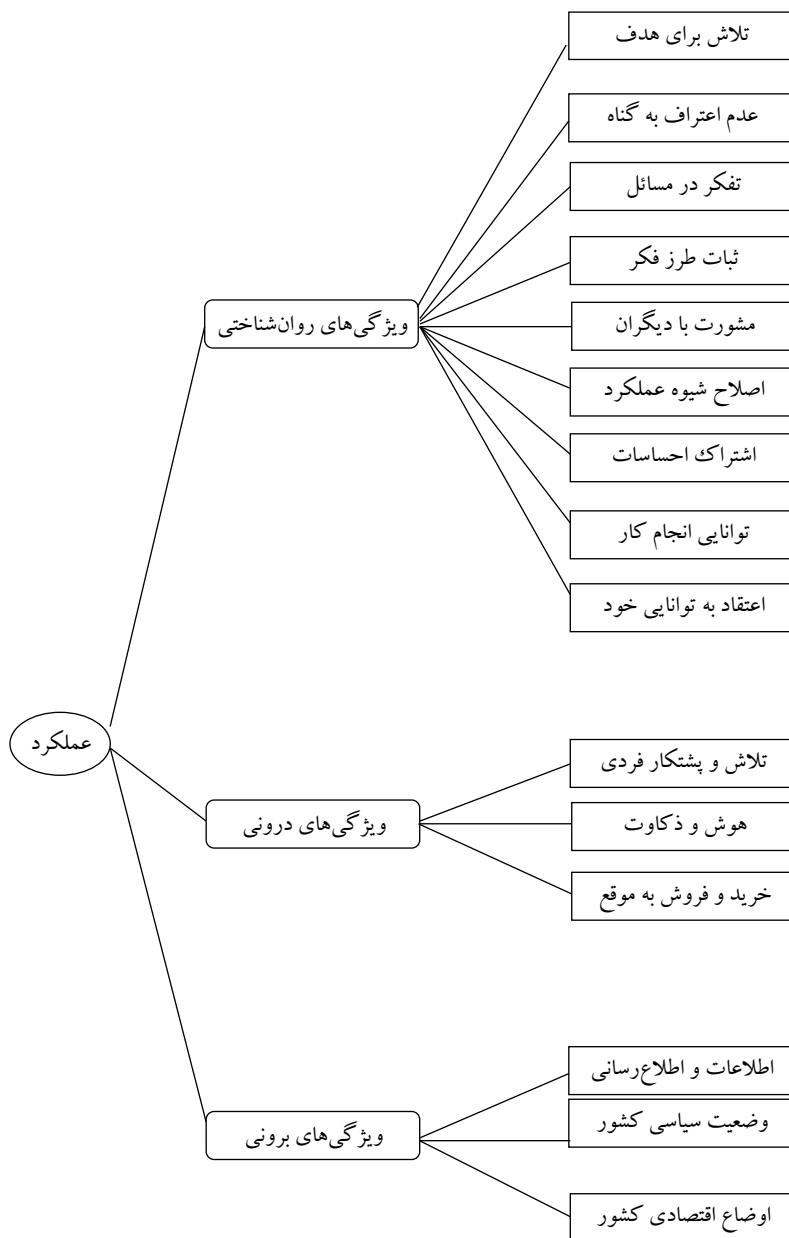 تلاش برای هدف
عدم اعتراف به گناه
تفکر در مسائل
ثبات طرز فکر
ویژگی‌های روان‌شناختی
مشورت با دیگران
اصلاح شیوه عملکرد
اشتراک احساسات
توانایی انجام کار
اعتقاد به توانایی خود
عملکرد
تلاش و پشتکار فردی
ویژگی‌های درونی
هوش و ذکاوت
خرید و فروش به موقع
اطلاعات و اطلاع‌رسانی
وضعیت سیاسی کشور
ویژگی‌های برونی
اوضاع اقتصادی کشور